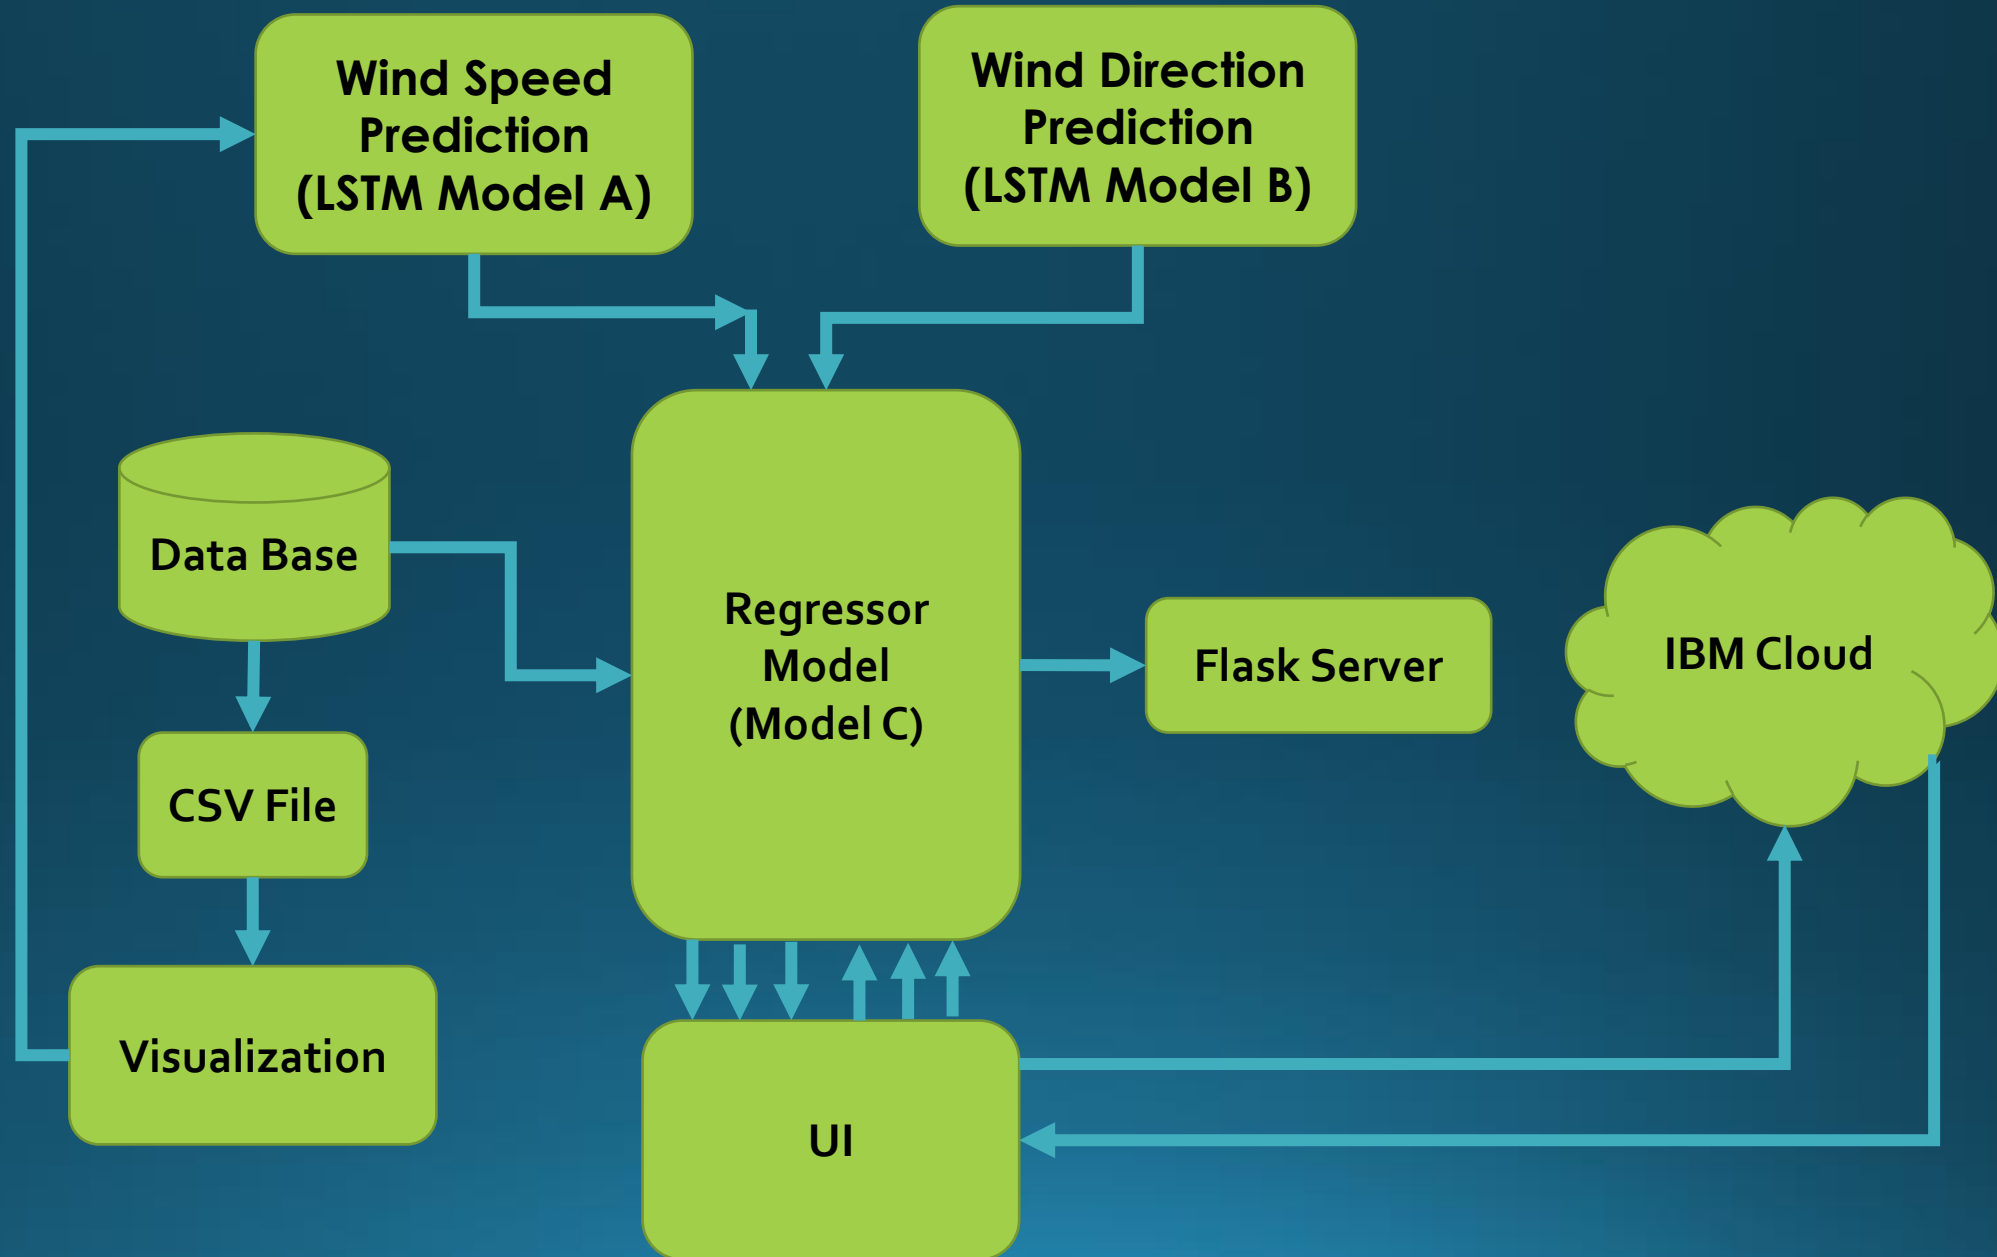 Wind Speed
Prediction
(LSTM Model A)
Wind Direction
Prediction
(LSTM Model B)
Data Base
Regressor
Model
(Model C)
Flask Server
IBM Cloud
CSV File
Visualization
UI